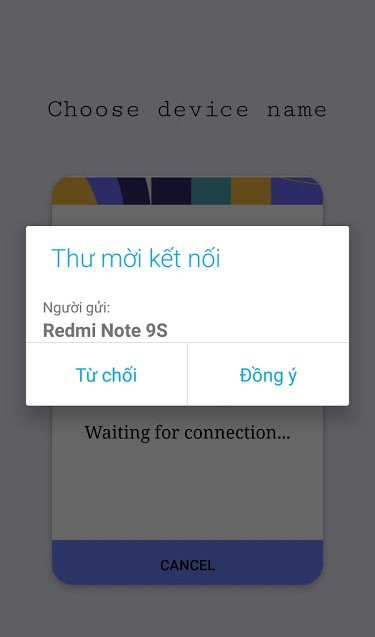 Choose device name
Thư mời kết nối
Người gửi:
Redmi Note 9S
Từ chối
Đồng ý
Waiting for connection...
CANCEL